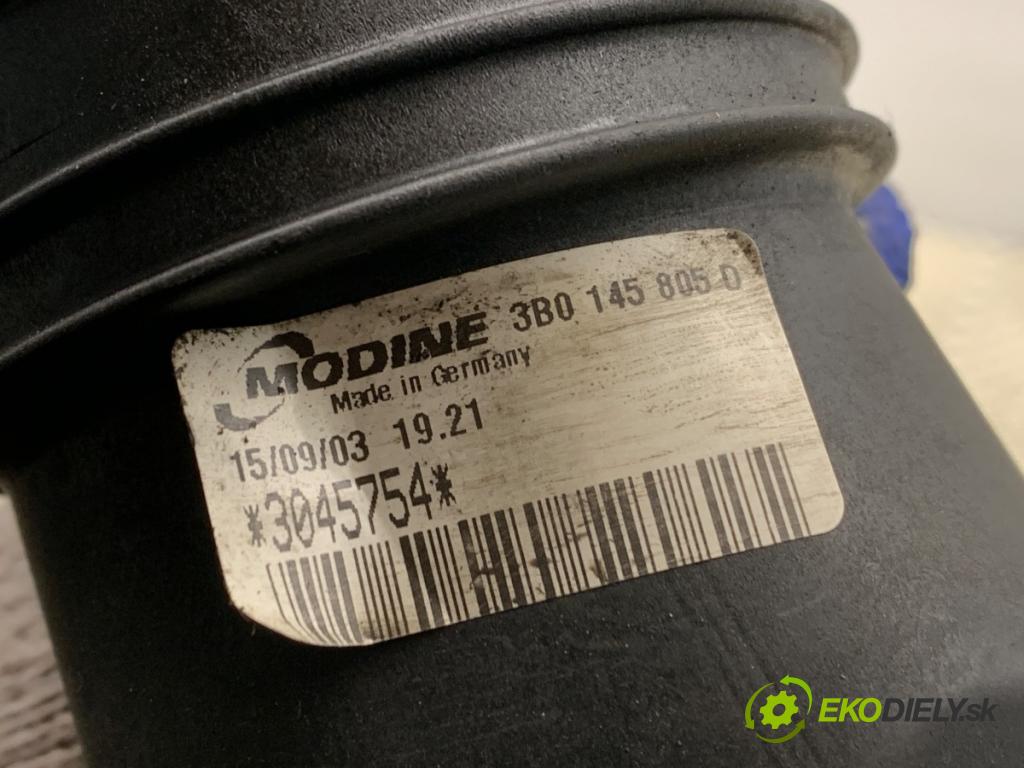 MODINE 3B0 145 805 D
Made in Germany
15/09/03 19.21
*3045754*
EKODIELY.sk